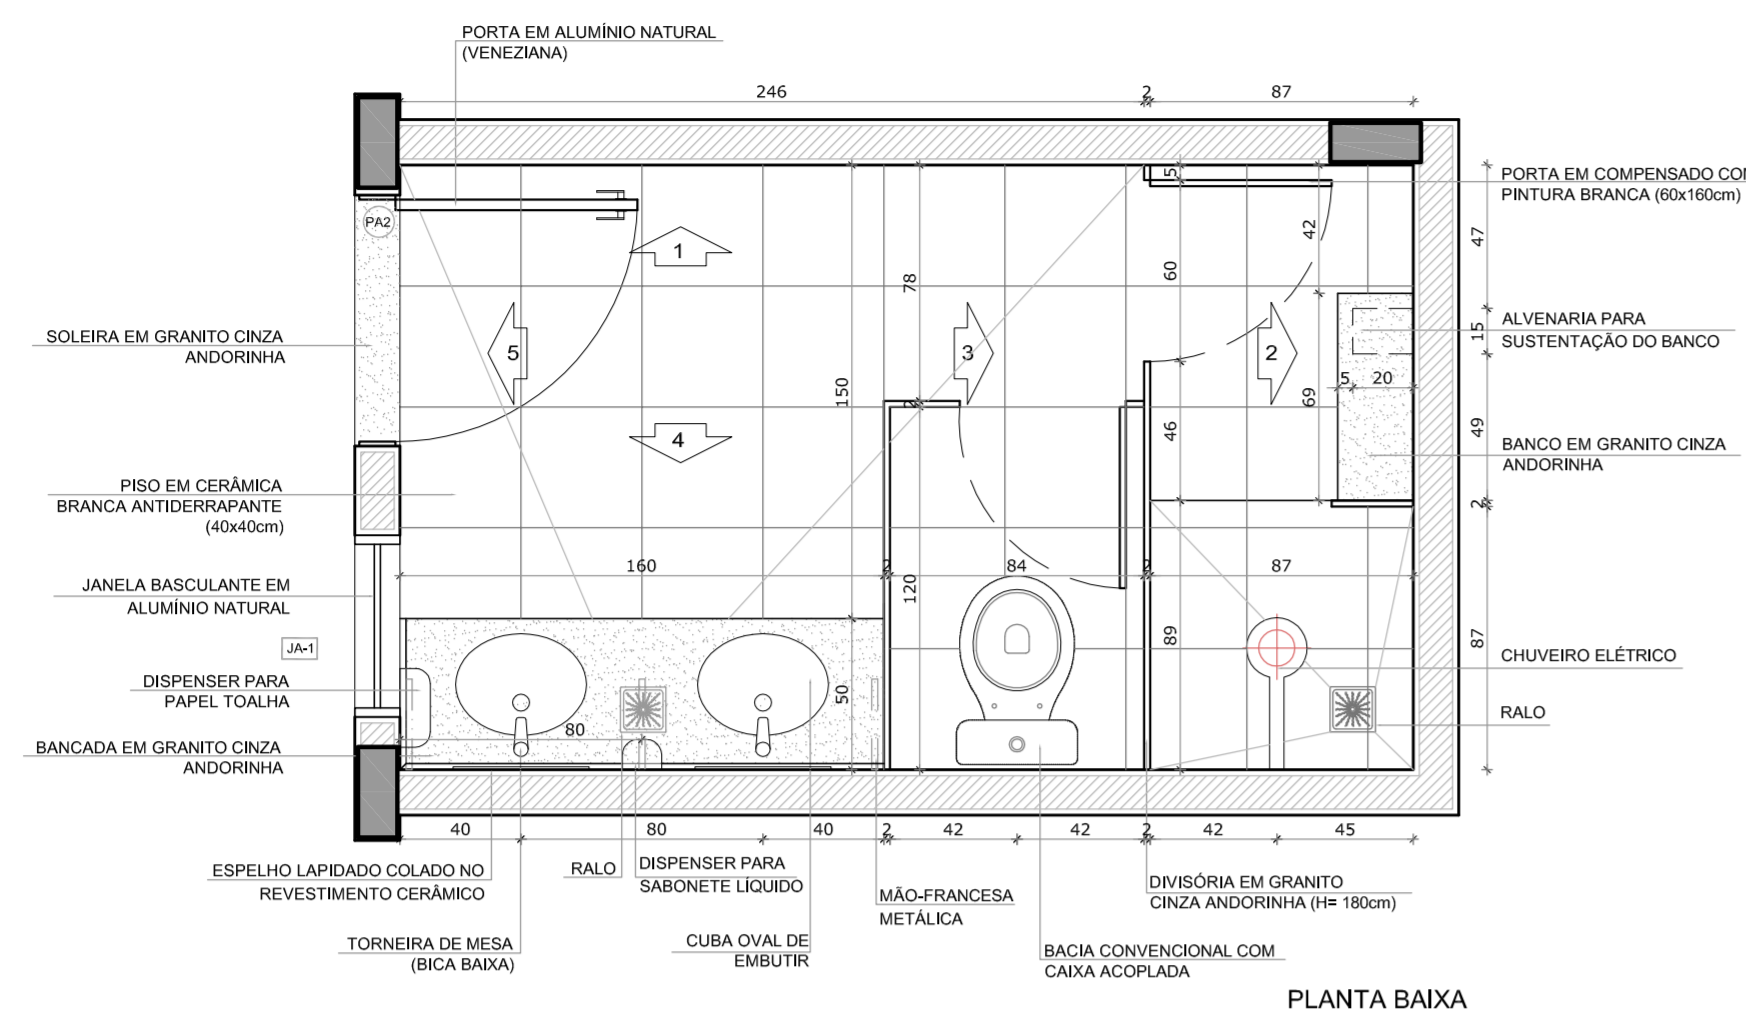 PORTA EM ALUMÍNIO NATURAL
(VENEZIANA)
246
2
87
PORTA EM COMPENSADO COM
PINTURA BRANCA (60x160cm)
PA2
5
42
47
1
60
78
SOLEIRA EM GRANITO CINZA
ANDORINHA
5
3
2
15
ALVENARIA PARA
SUSTENTAÇÃO DO BANCO
5
20
150
2
69
4
46
49
BANCO EM GRANITO CINZA
ANDORINHA
PISO EM CERÂMICA
BRANCA ANTIDERRAPANTE
(40x40cm)
2
160
2
84
2
87
JANELA BASCULANTE EM
ALUMÍNIO NATURAL
120
JA-1
89
87
CHUVEIRO ELÉTRICO
DISPENSER PARA
PAPEL TOALHA
50
RALO
80
BANCADA EM GRANITO CINZA
ANDORINHA
40
80
40
2
42
42
2
42
45
ESPELHO LAPIDADO COLADO NO
REVESTIMENTO CERÂMICO
RALO
DISPENSER PARA
SABONETE LÍQUIDO
MÃO-FRANCESA
METÁLICA
DIVISÓRIA EM GRANITO
CINZA ANDORINHA (H= 180cm)
TORNEIRA DE MESA
(BICA BAIXA)
CUBA OVAL DE
EMBUTIR
BACIA CONVENCIONAL COM
CAIXA ACOPLADA
PLANTA BAIXA